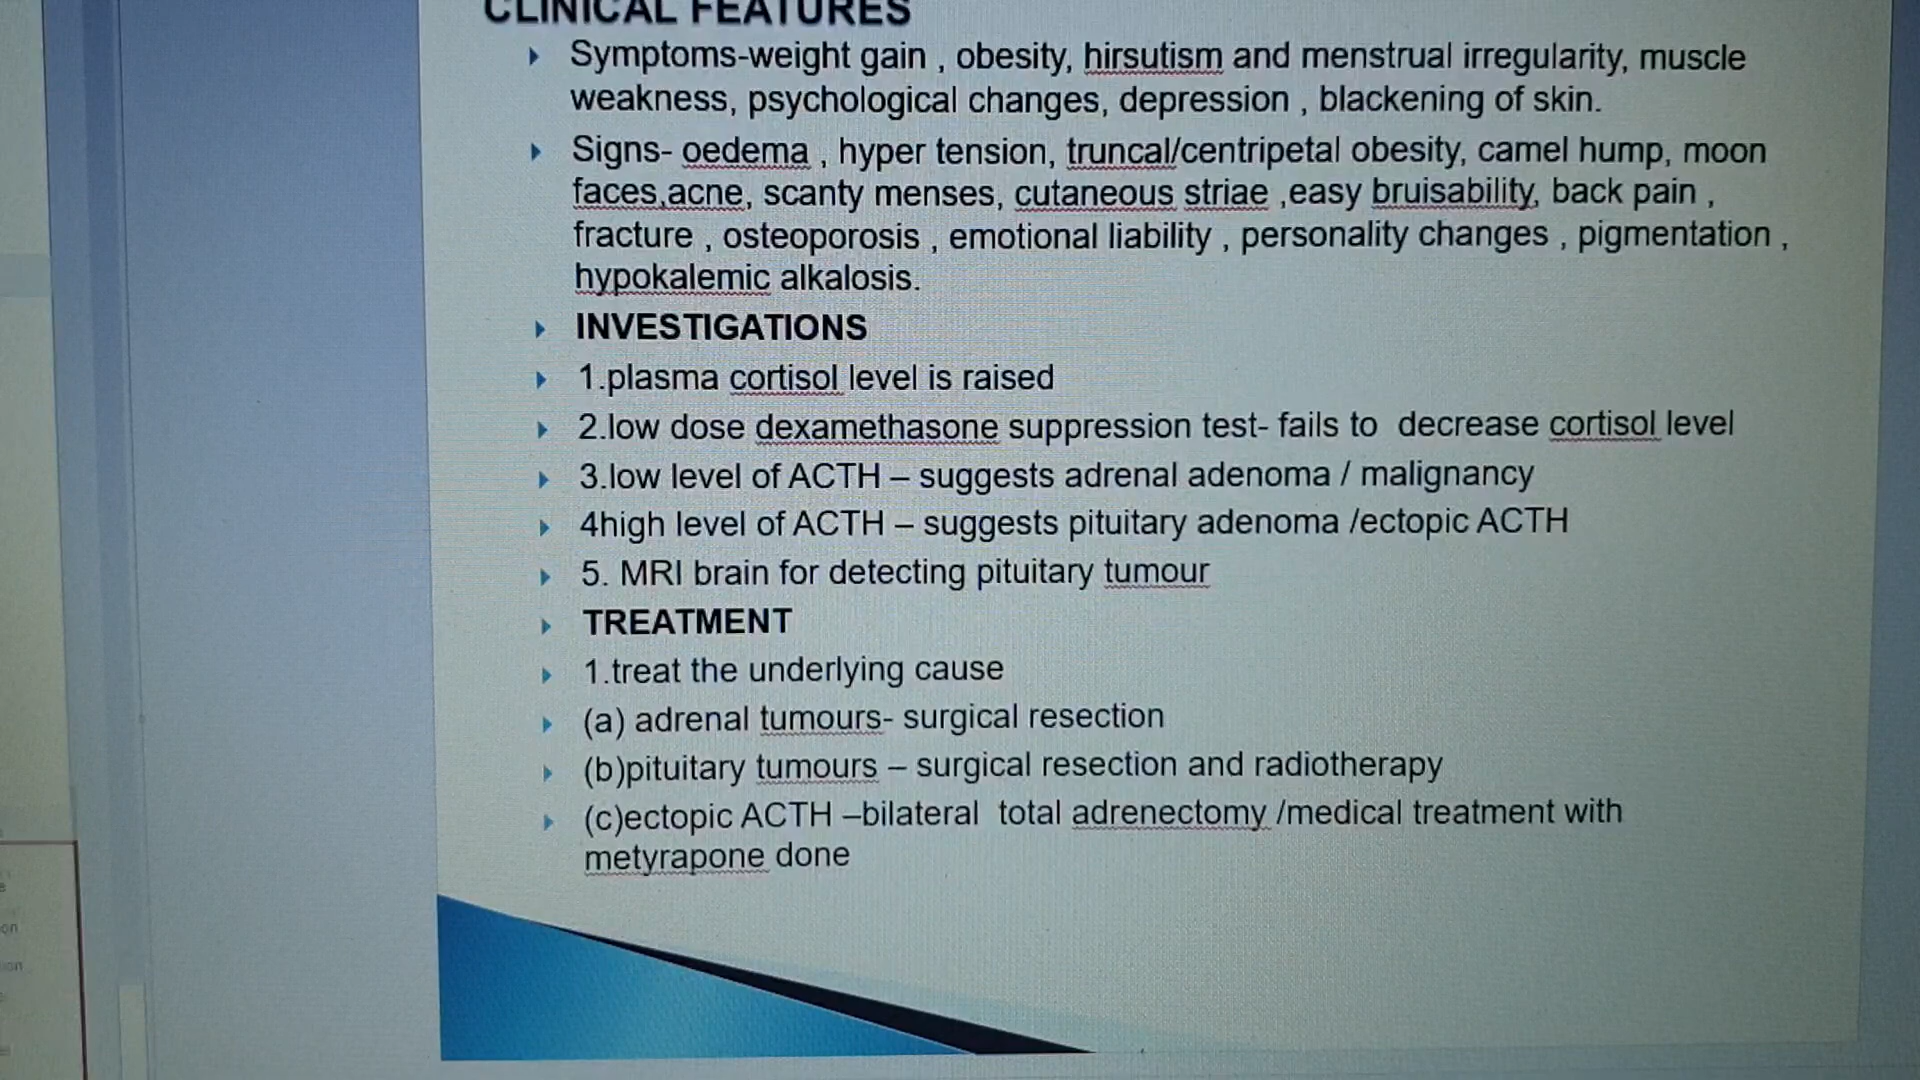 CLINICAL FEATURES
Symptoms-weight gain , obesity, hirsutism and menstrual irregularity, muscle
weakness, psychological changes, depression , blackening of skin.
Signs- oedema , hyper tension, truncal/centripetal obesity, camel hump, moon
faces,acne, scanty menses, cutaneous striae ,easy bruisability, back pain ,
fracture , osteoporosis , emotional liability , personality changes , pigmentation ,
hypokalemic alkalosis.
INVESTIGATIONS
1.plasma cortisol level is raised
2.low dose dexamethasone suppression test- fails to decrease cortisol level
3.low level of ACTH – suggests adrenal adenoma / malignancy
4high level of ACTH – suggests pituitary adenoma /ectopic ACTH
5. MRI brain for detecting pituitary tumour
TREATMENT
1.treat the underlying cause
(a) adrenal tumours- surgical resection
(b)pituitary tumours – surgical resection and radiotherapy
(c)ectopic ACTH –bilateral total adrenectomy /medical treatment with
metyrapone done